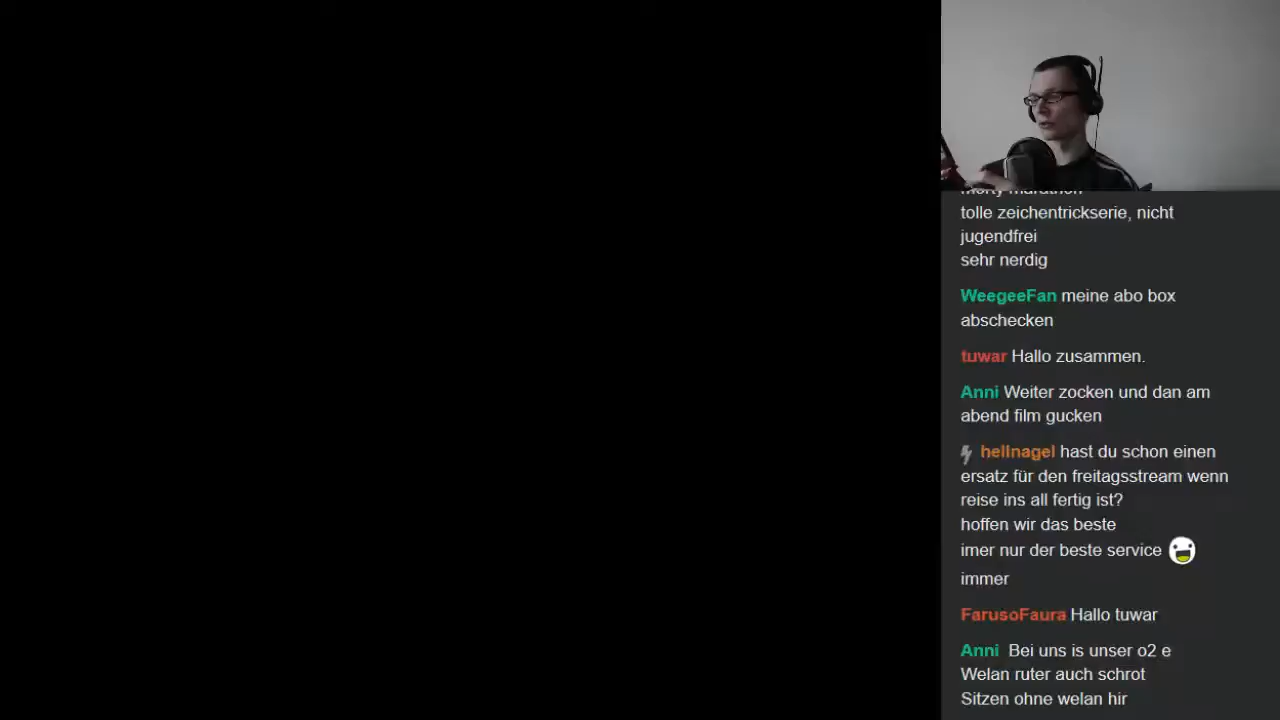 morty marathon
tolle zeichentrickserie, nicht
jugendfrei
sehr nerdig
WeegeeFan meine abo box
abschecken
tuwar Hallo zusammen.
Anni Weiter zocken und dan am
abend film gucken
hellnagel hast du schon einen
ersatz für den freitagsstream wenn
reise ins all fertig ist?
hoffen wir das beste
imer nur der beste service
immer
FarusoFaura Hallo tuwar
Anni Bei uns is unser o2 e
Welan ruter auch schrot
Sitzen ohne welan hir